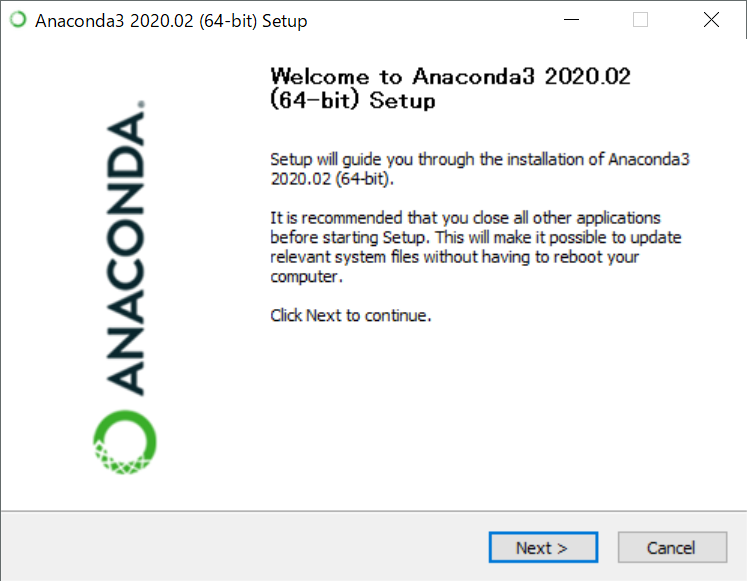 Anaconda3 2020.02 (64-bit) Setup
ANACONDA.
Welcome to Anaconda3 2020.02
(64-bit) Setup
Setup will guide you through the installation of Anaconda3
2020.02 (64-bit).
It is recommended that you close all other applications
before starting Setup. This will make it possible to update
relevant system files without having to reboot your
computer.
Click Next to continue.
Next >
Cancel